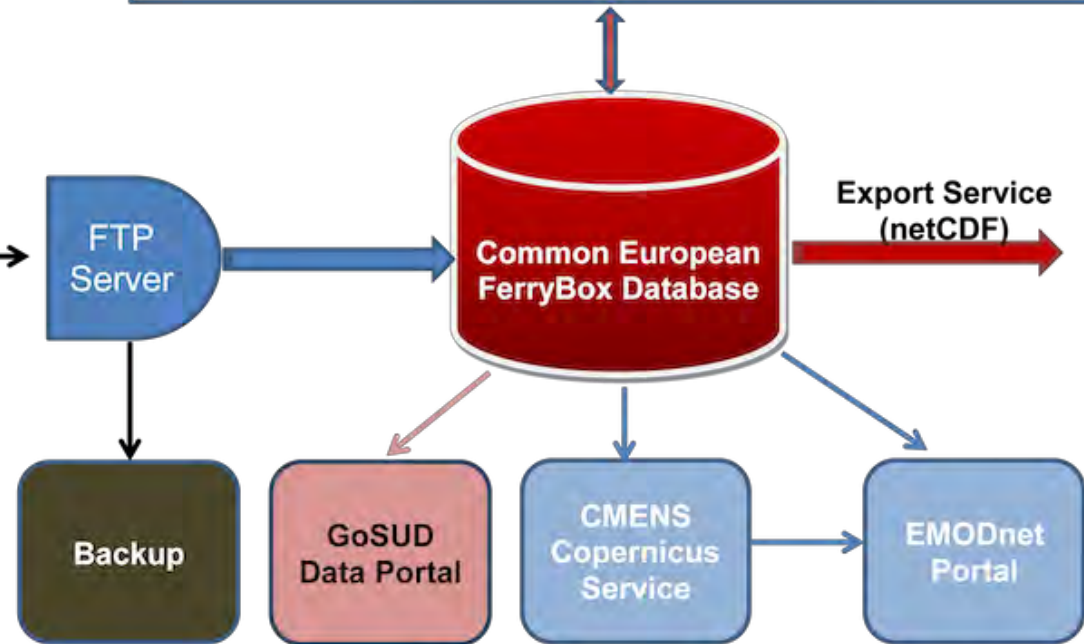 Export Service
(netCDF)
FTP
Server
Common European
FerryBox Database
Backup
GoSUD
Data Portal
CMENS
Copernicus
Service
EMODnet
Portal